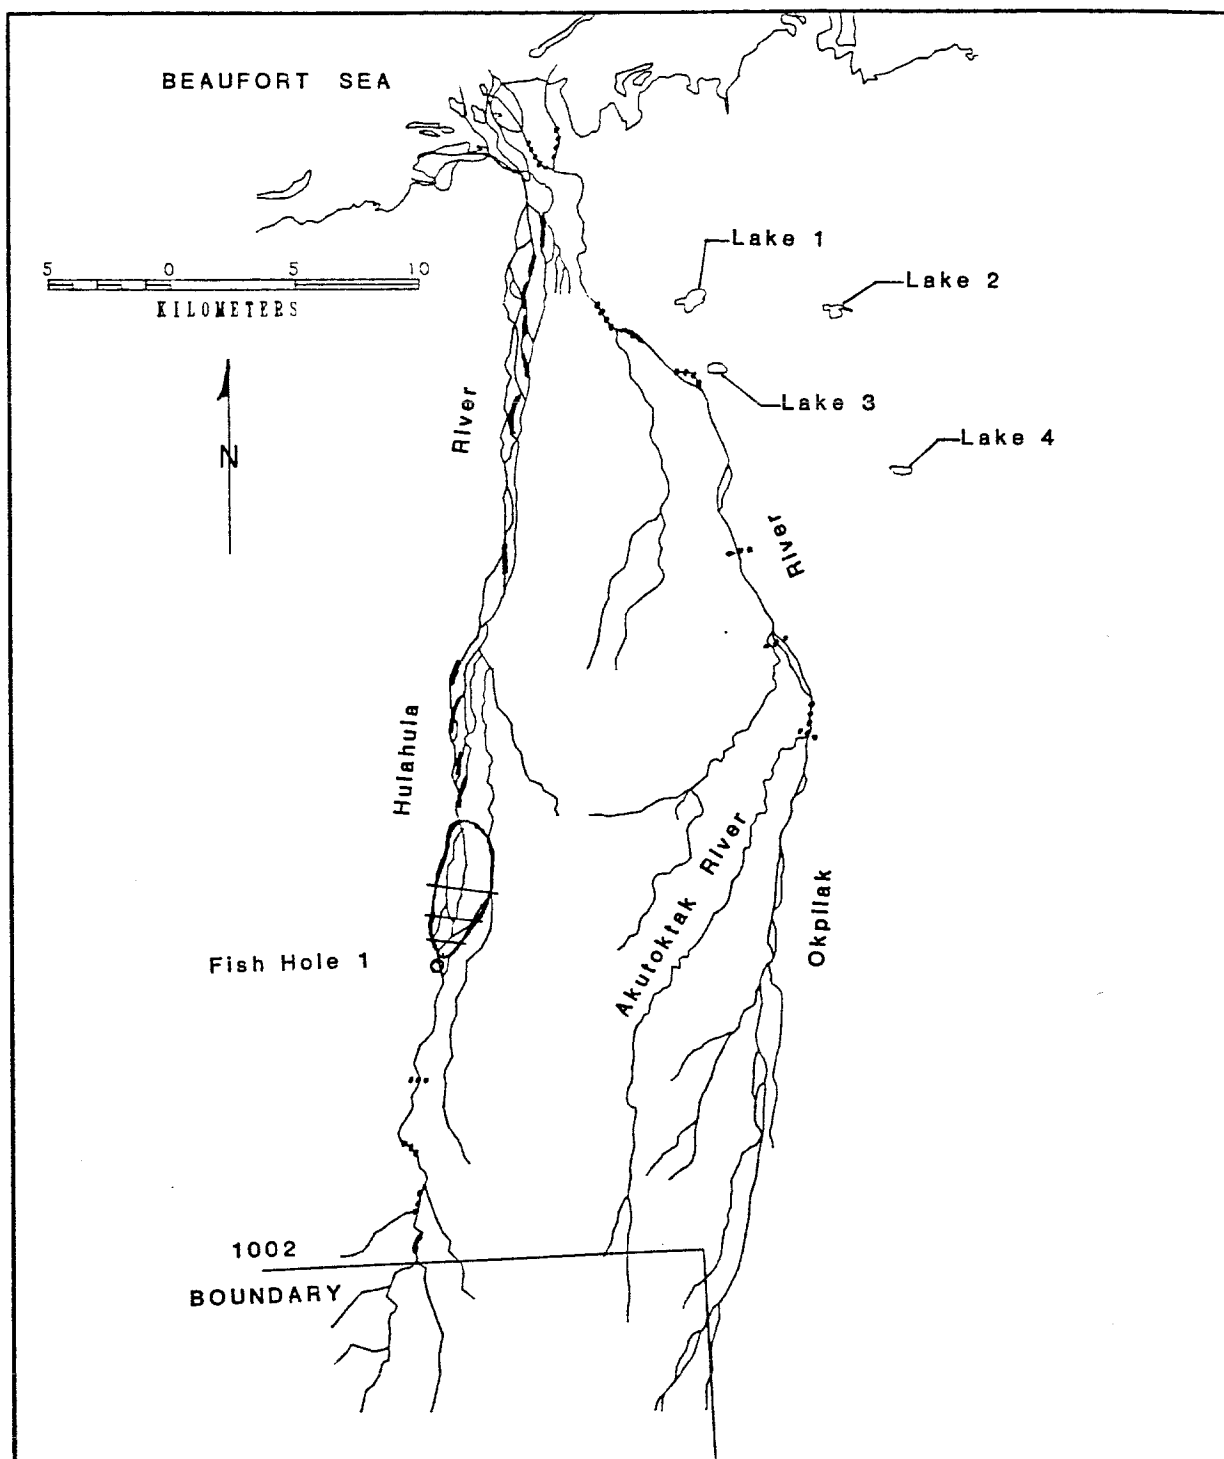 BEAUFORT SEA
Lake 1
5 0 5 10
Lake 2
KILOMETERS
River
Lake 3
N
Lake 4
River
Hulahula
Akutoktak River
Okpilak
Fish Hole 1
1002
BOUNDARY